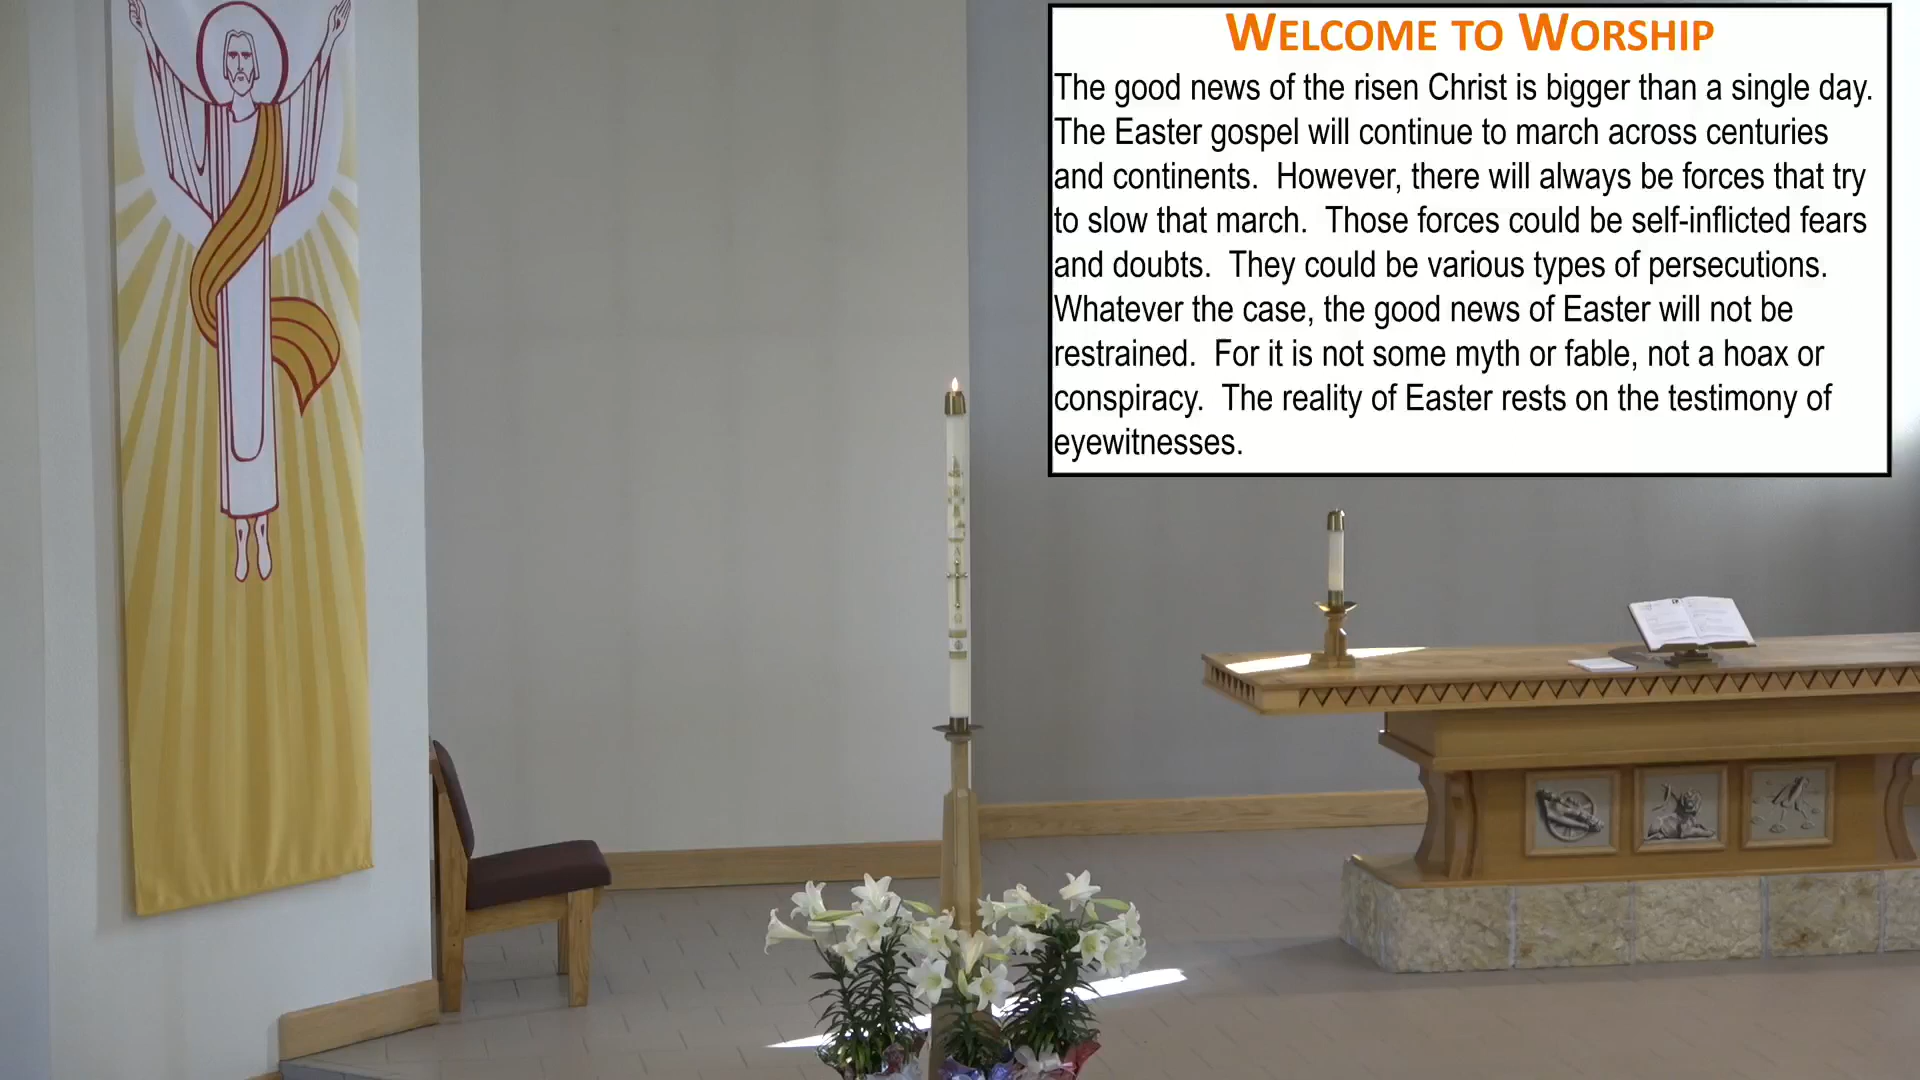 WELCOME TO WORSHIP
The good news of the risen Christ is bigger than a single day.
The Easter gospel will continue to march across centuries
and continents.  However, there will always be forces that try
to slow that march.  Those forces could be self-inflicted fears
and doubts.  They could be various types of persecutions.
Whatever the case, the good news of Easter will not be
restrained.  For it is not some myth or fable, not a hoax or
conspiracy.  The reality of Easter rests on the testimony of
eyewitnesses.